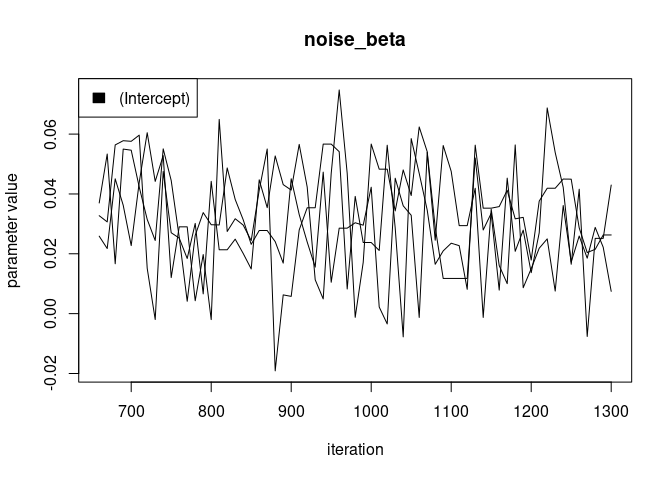 noise_beta
(Intercept)
parameter value
0.06
0.04
0.02
0.00
-0.02
700 800 900 1000 1100 1200 1300
iteration